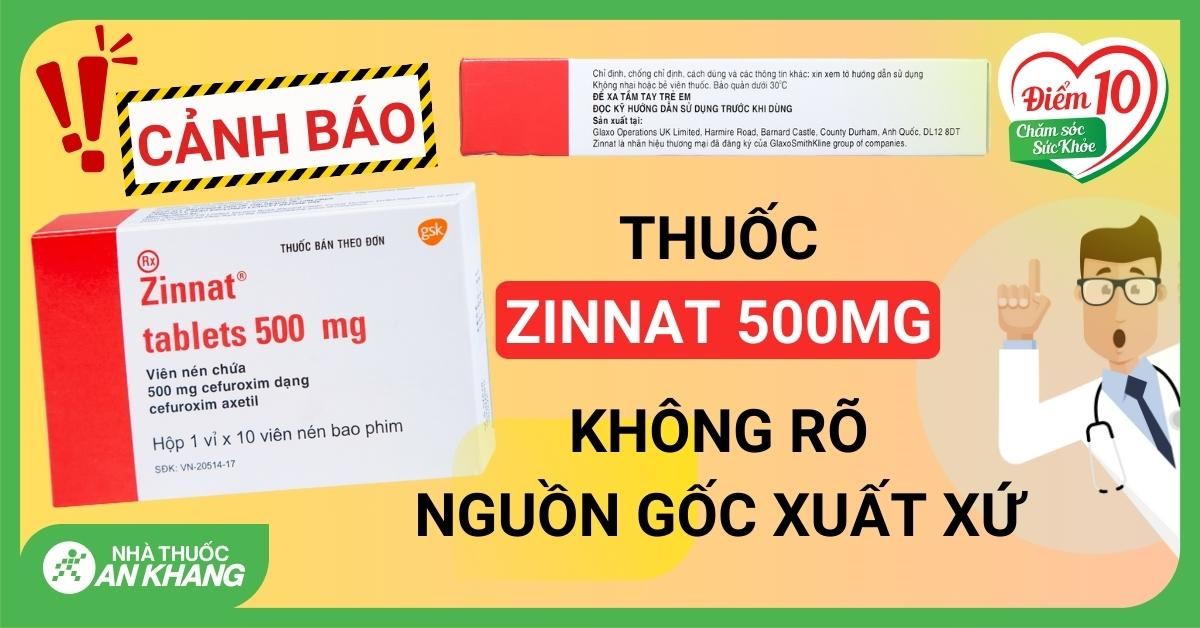 CẢNH BÁO
Chỉ định, chống chỉ định, cách dùng và các thông tin khác: xin xem tờ hướng dẫn sử dụng
Không nhai hoặc bẻ viên thuốc. Bảo quản dưới 30°C
ĐỂ XA TẦM TAY TRẺ EM
ĐỌC KỸ HƯỚNG DẪN SỬ DỤNG TRƯỚC KHI DÙNG
Sản xuất tại:
Glaxo Operations UK Limited, Harmire Road, Barnard Castle, County Durham, Anh Quốc, DL12 8DT
Zinnat là nhãn hiệu thương mại đã đăng ký của GlaxoSmithKline group of companies.
Điểm 10
Chăm sóc
Sức Khỏe
THUỐC BÁN THEO ĐƠN
gsk
Rx
Zinnat®
tablets 500 mg
Viên nén chứa
500 mg cefuroxim dạng
cefuroxim axetil
Hộp 1 vỉ x 10 viên nén bao phim
SĐK: VN-20514-17
THUỐC
ZINNAT 500MG
KHÔNG RÕ
NGUỒN GỐC XUẤT XỨ
NHÀ THUỐC
AN KHANG